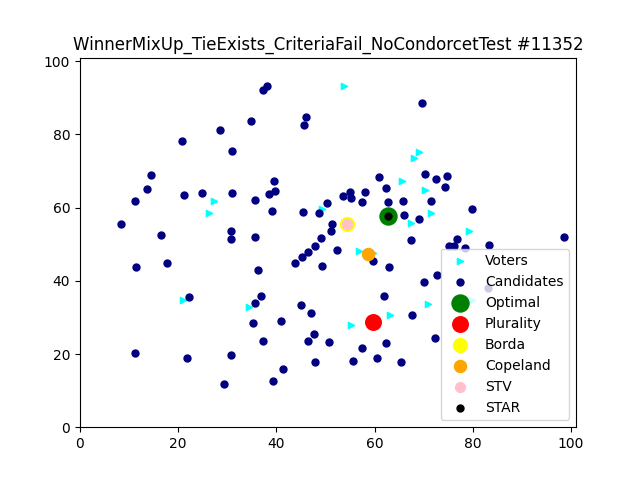 WinnerMixUp_TieExists_CriteriaFail_NoCondorcetTest #11352
100
80
60
40
20
0
0 20 40 60 80 100
Voters
Candidates
Optimal
Plurality
Borda
Copeland
STV
STAR